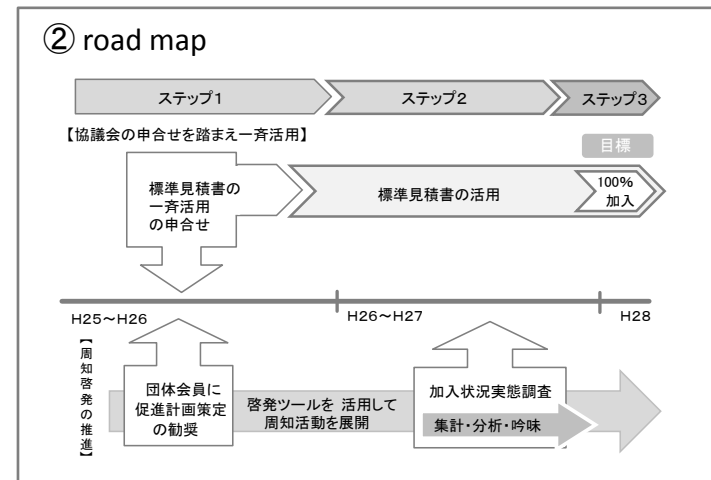 ② road map
ステップ1
ステップ2
ステップ3
【協議会の申合せを踏まえ一斉活用】
目標
標準見積書の
一斉活用
の申合せ
標準見積書の活用
100%
加入
H25～H26
H26～H27
H28
【周知啓発の推進】
団体会員に
促進計画策定
の勧奨
啓発ツールを 活用して
周知活動を展開
加入状況実態調査
集計・分析・吟味